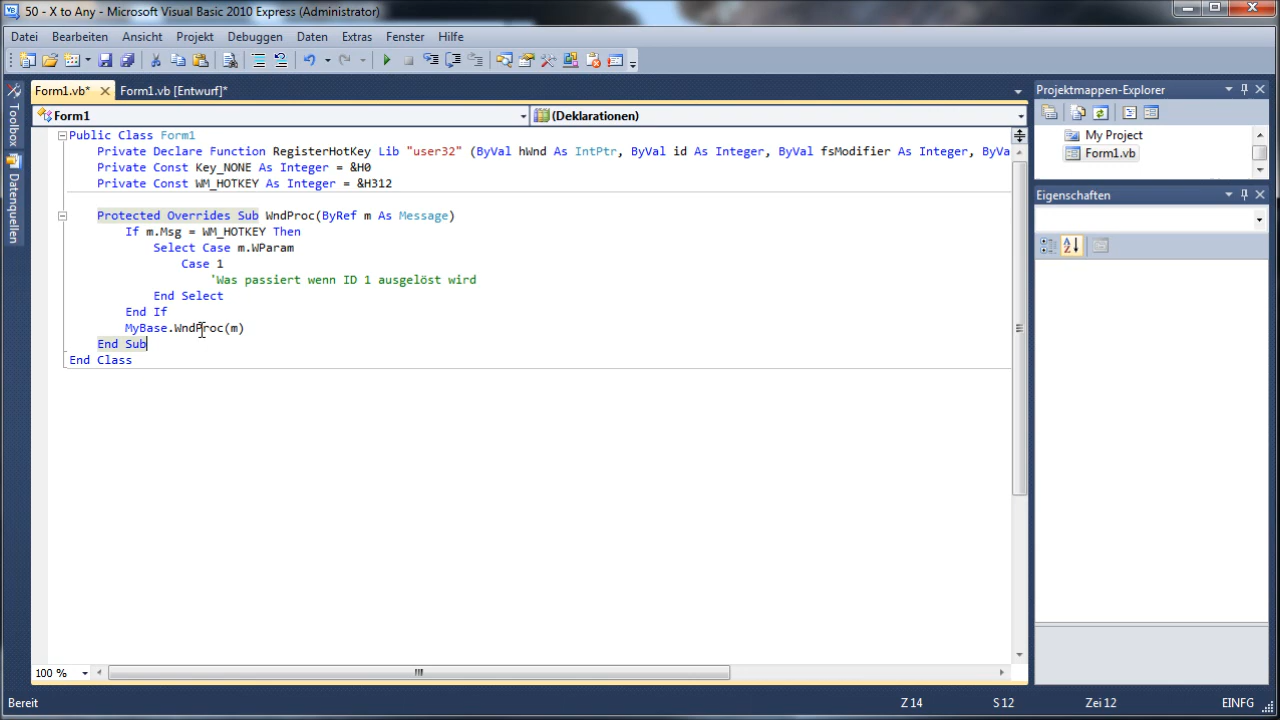 50 - X to Any - Microsoft Visual Basic 2010 Express (Administrator)
Datei Bearbeiten Ansicht Projekt Debuggen Daten Extras Fenster Hilfe
Form1.vb* Form1.vb [Entwurf]*
Form1 (Deklarationen)
Toolbox
Datenquellen
Public Class Form1
Private Declare Function RegisterHotKey Lib "user32" (ByVal hWnd As IntPtr, ByVal id As Integer, ByVal fsModifier As Integer, ByVa
Private Const Key_NONE As Integer = &H0
Private Const WM_HOTKEY As Integer = &H312
Protected Overrides Sub WndProc(ByRef m As Message)
If m.Msg = WM_HOTKEY Then
Select Case m.WParam
Case 1
'Was passiert wenn ID 1 ausgelöst wird
End Select
End If
MyBase.WndProc(m)
End Sub
End Class
100 %
Projektmappen-Explorer
My Project
Form1.vb
Eigenschaften
Bereit Z 14 S 12 Zei 12 EINFG